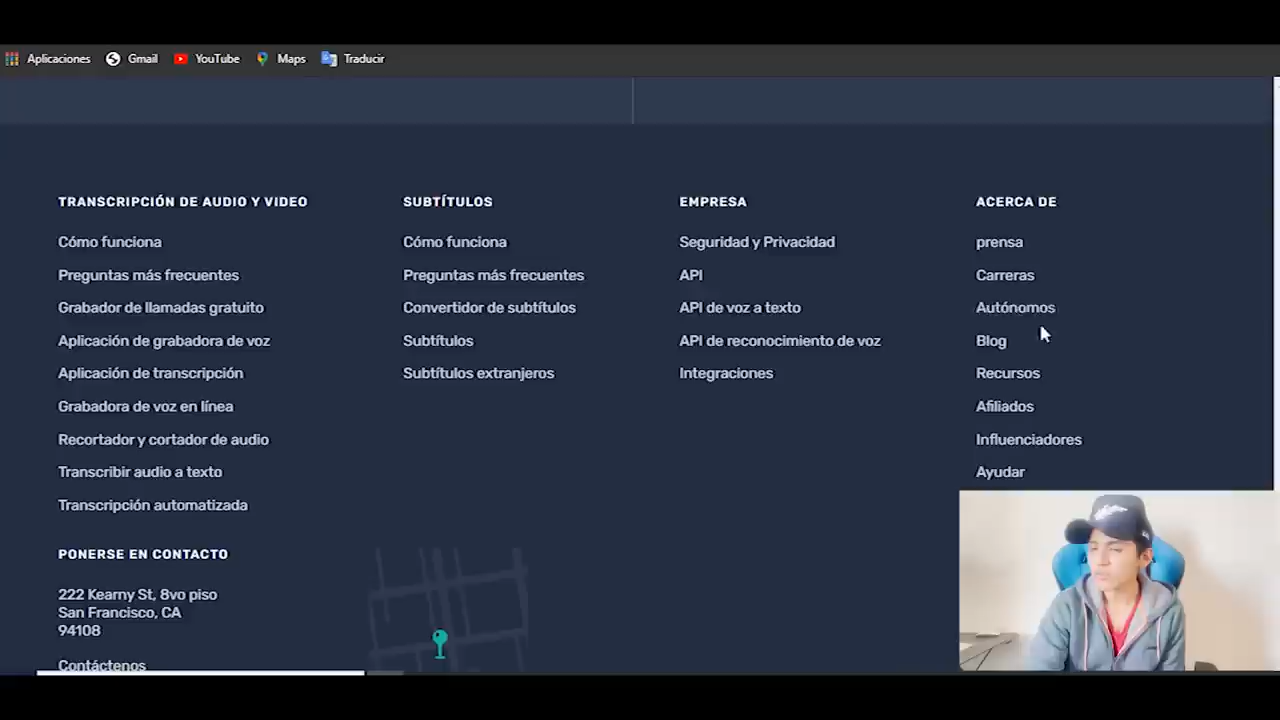 Aplicaciones Gmail YouTube Maps Traducir
TRANSCRIPCIÓN DE AUDIO Y VIDEO
Cómo funciona
Preguntas más frecuentes
Grabador de llamadas gratuito
Aplicación de grabadora de voz
Aplicación de transcripción
Grabadora de voz en línea
Recortador y cortador de audio
Transcribir audio a texto
Transcripción automatizada
SUBTÍTULOS
Cómo funciona
Preguntas más frecuentes
Convertidor de subtítulos
Subtítulos
Subtítulos extranjeros
EMPRESA
Seguridad y Privacidad
API
API de voz a texto
API de reconocimiento de voz
Integraciones
ACERCA DE
prensa
Carreras
Autónomos
Blog
Recursos
Afiliados
Influenciadores
Ayudar
PONERSE EN CONTACTO
222 Kearny St, 8vo piso
San Francisco, CA
94108
Contáctenos